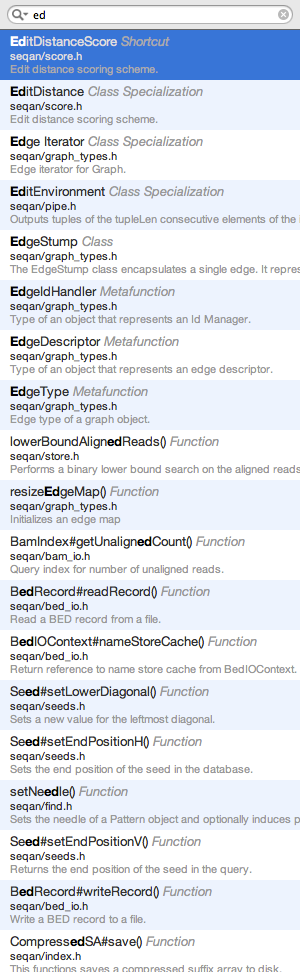 ed
EditDistanceScore Shortcut
seqan/score.h
Edit distance scoring scheme.
EditDistance Class Specialization
seqan/score.h
Edit distance scoring scheme.
Edge Iterator Class Specialization
seqan/graph_types.h
Edge iterator for Graph.
EditEnvironment Class Specialization
seqan/pipe.h
Outputs tuples of the tupleLen consecutive elements of the
EdgeStump Class
seqan/graph_types.h
The EdgeStump class encapsulates a single edge. It repres
EdgeIdHandler Metafunction
seqan/graph_types.h
Type of an object that represents an Id Manager.
EdgeDescriptor Metafunction
seqan/graph_types.h
Type of an object that represents an edge descriptor.
EdgeType Metafunction
seqan/graph_types.h
Edge type of a graph object.
lowerBoundAlignedReads() Function
seqan/store.h
Performs a binary lower bound search on the aligned reads
resizeEdgeMap() Function
seqan/graph_types.h
Initializes an edge map
BamIndex#getUnalignedCount() Function
seqan/bam_io.h
Query index for number of unaligned reads.
BedRecord#readRecord() Function
seqan/bed_io.h
Read a BED record from a file.
BedIOContext#nameStoreCache() Function
seqan/bed_io.h
Return reference to name store cache from BedIOContext.
Seed#setLowerDiagonal() Function
seqan/seeds.h
Sets a new value for the leftmost diagonal.
Seed#setEndPositionH() Function
seqan/seeds.h
Sets the end position of the seed in the database.
setNeedle() Function
seqan/find.h
Sets the needle of a Pattern object and optionally induces p
Seed#setEndPositionV() Function
seqan/seeds.h
Returns the end position of the seed in the query.
BedRecord#writeRecord() Function
seqan/bed_io.h
Write a BED record to a file.
CompressedSA#save() Function
seqan/index.h
This functions saves a compressed suffix array to disk.